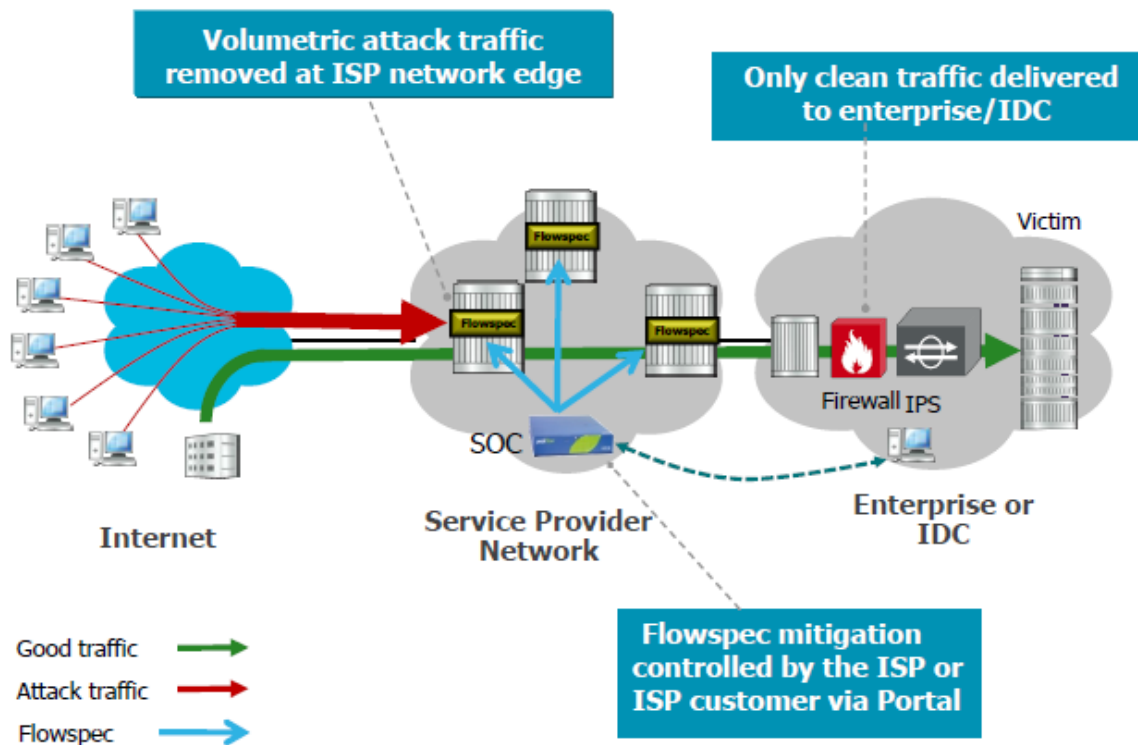 Volumetric attack traffic
removed at ISP network edge
Only clean traffic delivered
to enterprise/IDC
Victim
Flowspec
Flowspec
Flowspec
Firewall IPS
SOC
Internet
Service Provider
Network
Enterprise or
IDC
Good traffic
Attack traffic
Flowspec
Flowspec mitigation
controlled by the ISP or
ISP customer via Portal